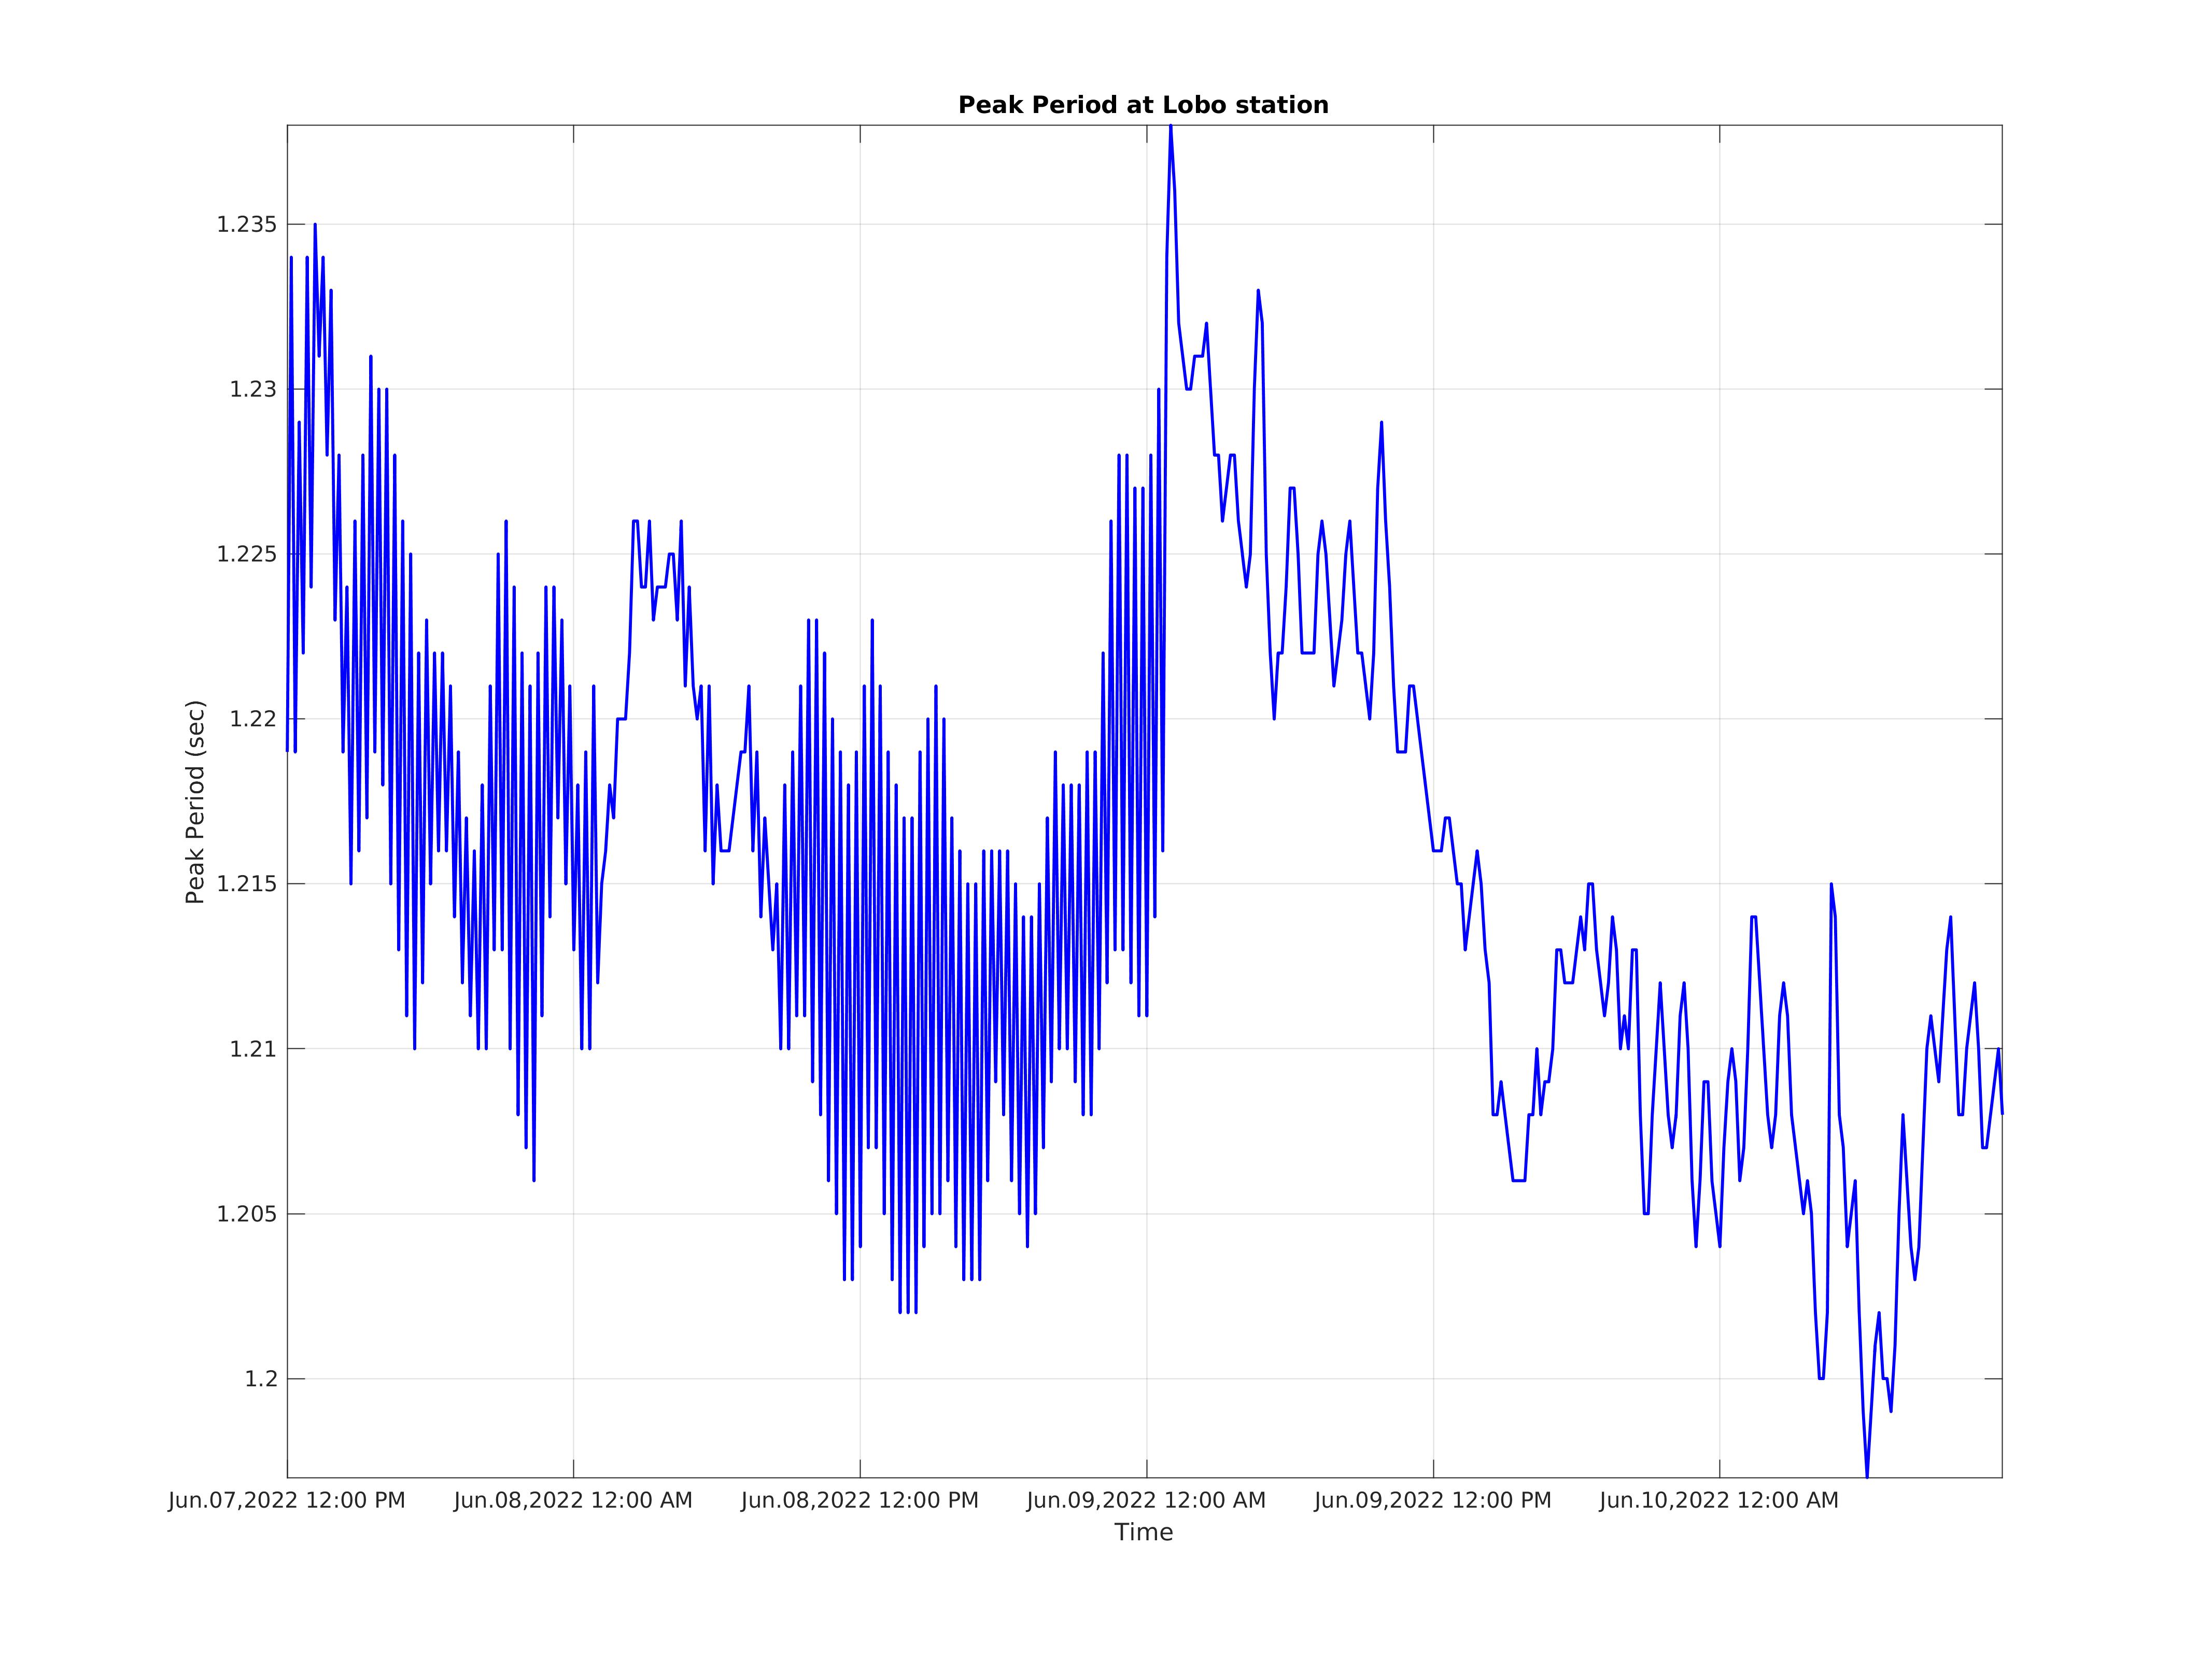 Peak Period at Lobo station
1.235
1.23
1.225
1.22
1.215
1.21
1.205
1.2
Peak Period (sec)
Jun.07,2022 12:00 PM
Jun.08,2022 12:00 AM
Jun.08,2022 12:00 PM
Jun.09,2022 12:00 AM
Jun.09,2022 12:00 PM
Jun.10,2022 12:00 AM
Time